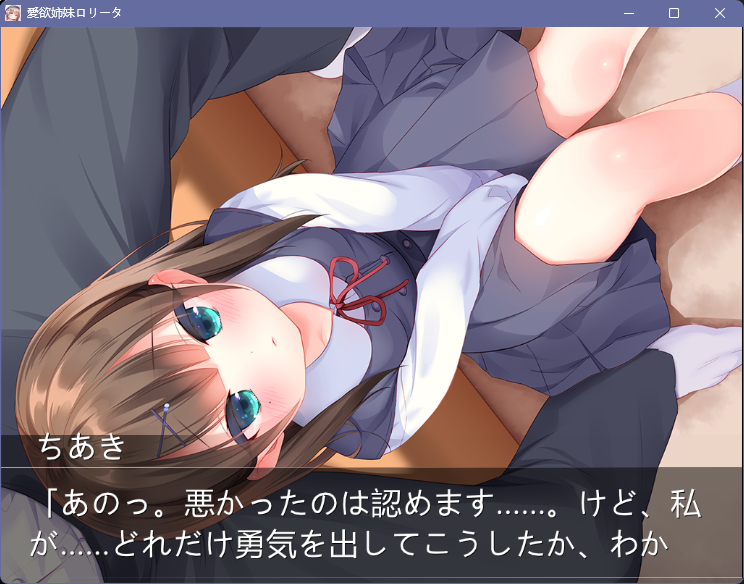 愛欲姉妹ロリータ
ちあき
「あのっ。悪かったのは認めます……。けど、私
が……どれだけ勇気を出してこうしたか、わか